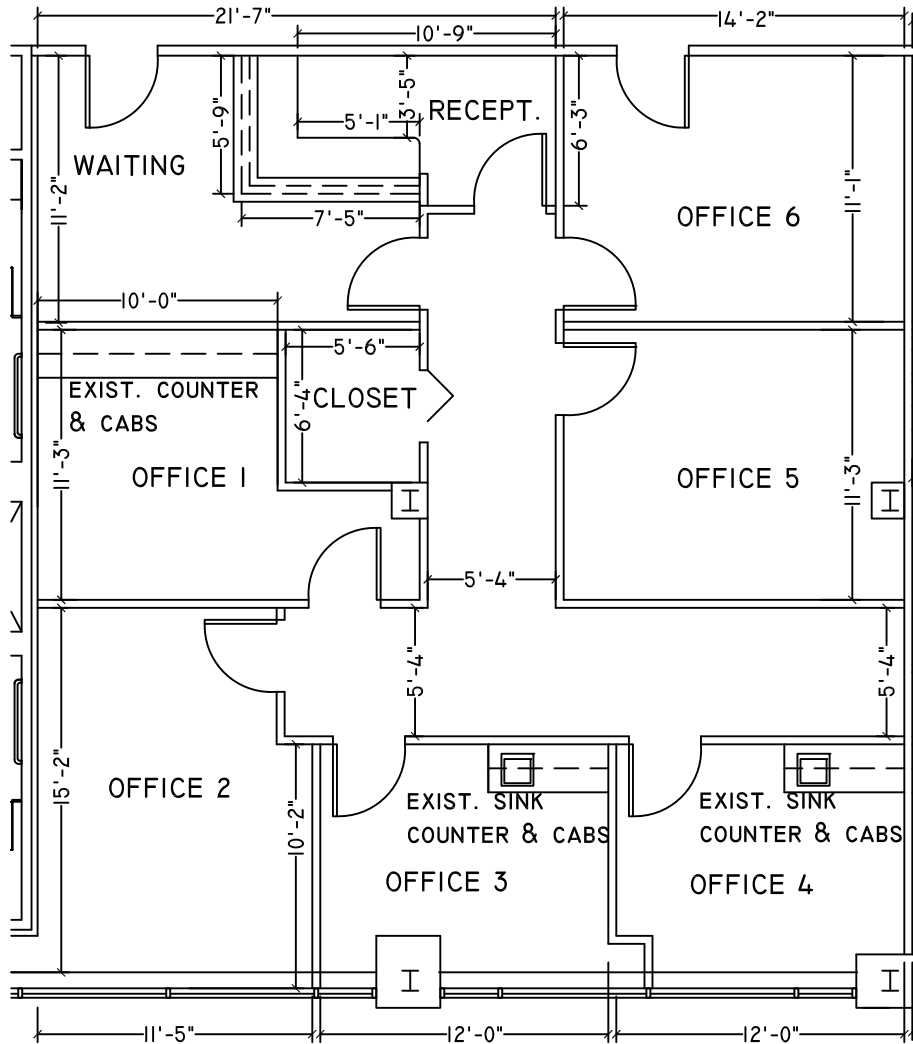 21'-7"
14'-2"
10'-9"
3'-5"
RECEPT.
5'-9"
5'-1"
6'-3"
WAITING
11'-2"
11'-1"
7'-5"
OFFICE 6
10'-0"
5'-6"
EXIST. COUNTER
& CABS
6'-4"
CLOSET
11'-3"
OFFICE 1
OFFICE 5
11'-3"
5'-4"
5'-4"
5'-4"
15'-2"
OFFICE 2
10'-2"
EXIST. SINK
COUNTER & CABS
EXIST. SINK
COUNTER & CABS
OFFICE 3
OFFICE 4
11'-5"
12'-0"
12'-0"